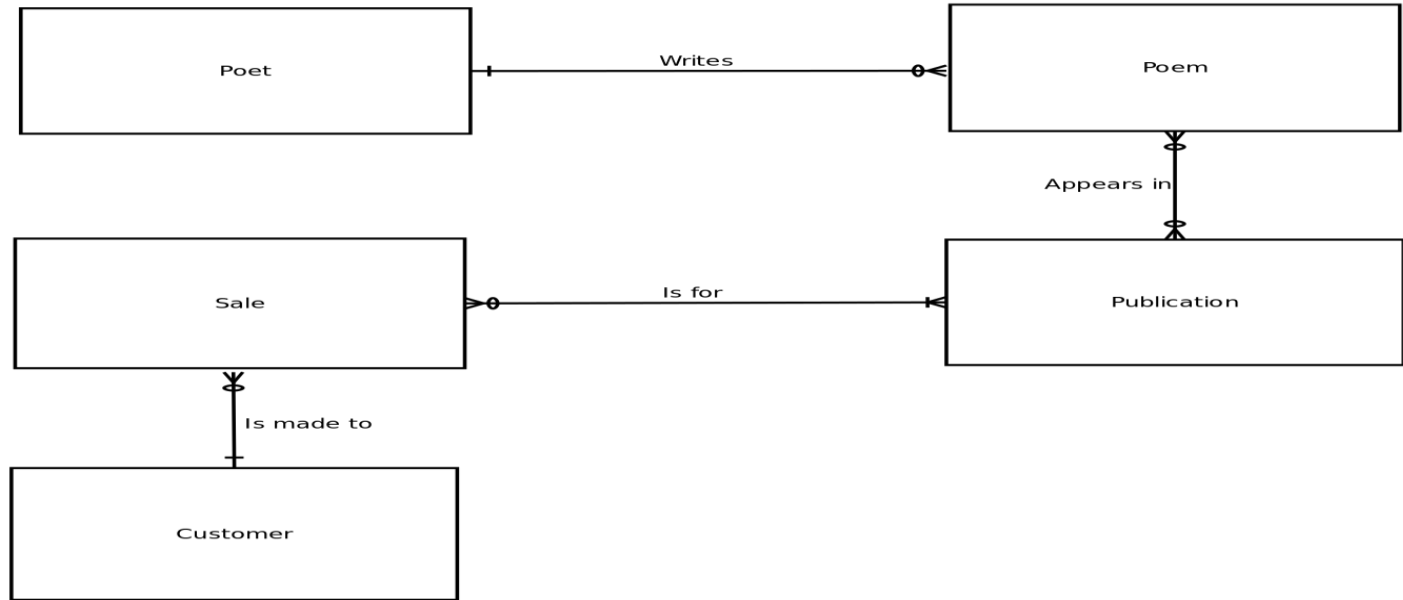 Poet
Writes
Poem
Appears in
Sale
Is for
Publication
Is made to
Customer